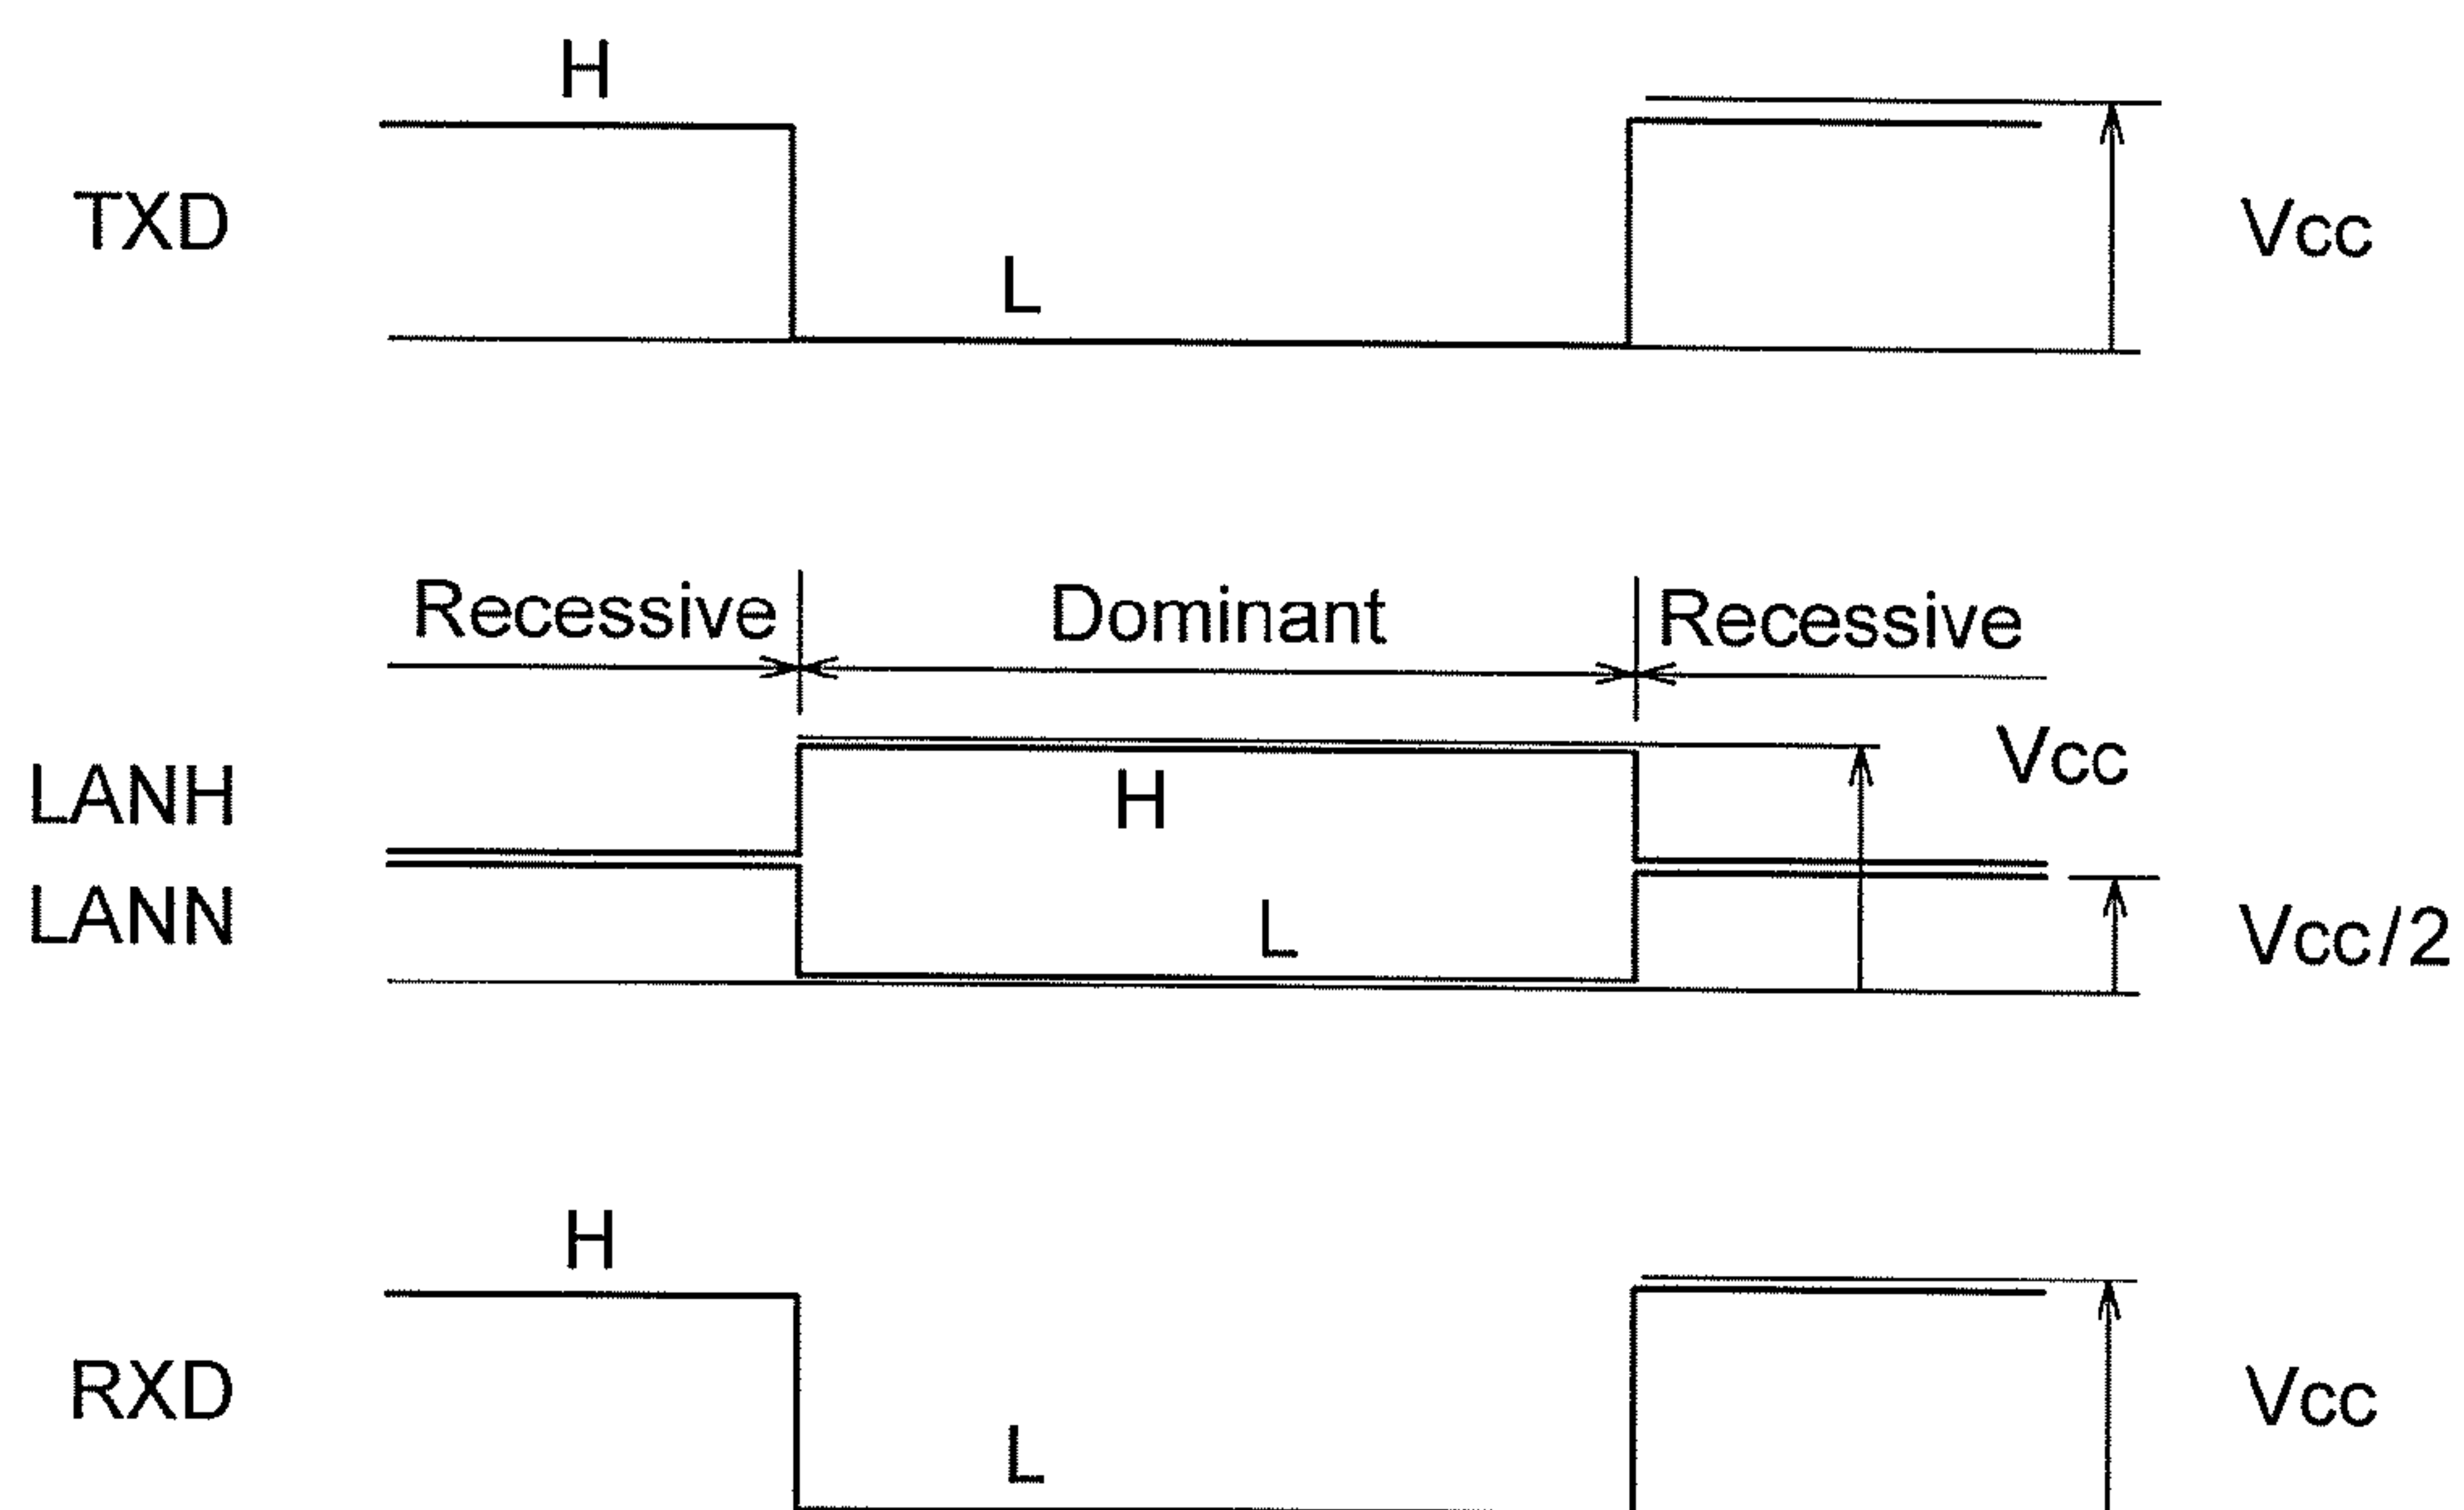 H
TXD
L
Vcc
Recessive
Dominant
Recessive
LANH
H
Vcc
LANN
L
Vcc/2
H
RXD
L
Vcc